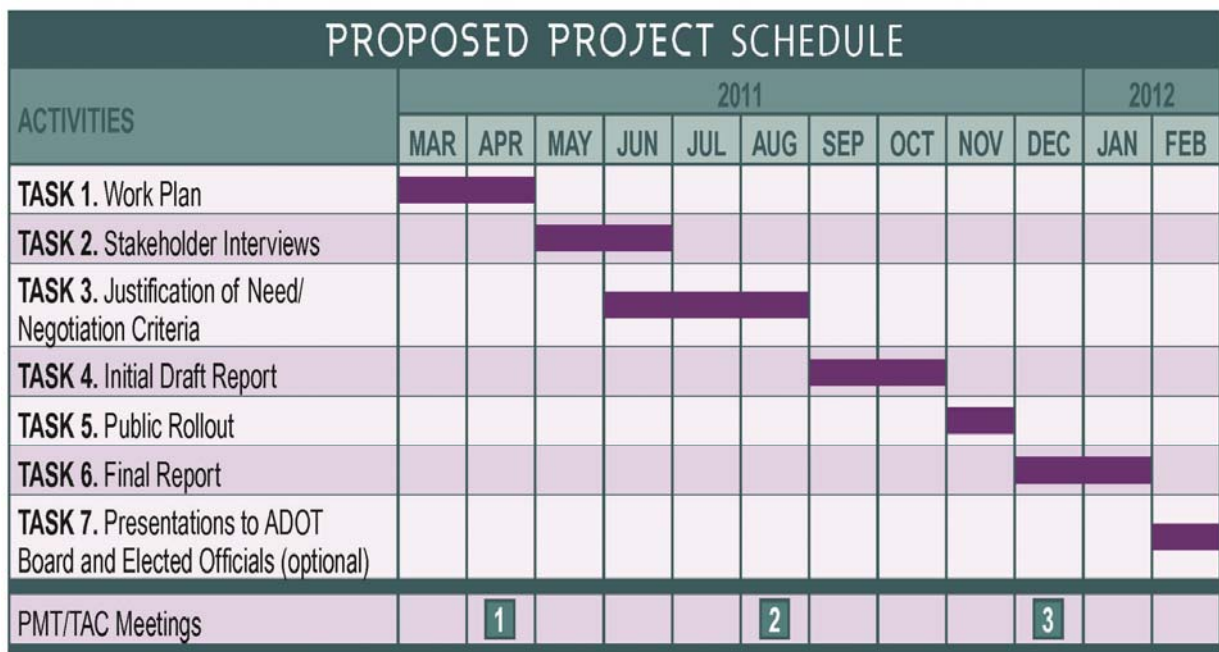 PROPOSED PROJECT SCHEDULE
ACTIVITIES
2011 2012
MAR APR MAY JUN JUL AUG SEP OCT NOV DEC JAN FEB
TASK 1. Work Plan
TASK 2. Stakeholder Interviews
TASK 3. Justification of Need/
Negotiation Criteria
TASK 4. Initial Draft Report
TASK 5. Public Rollout
TASK 6. Final Report
TASK 7. Presentations to ADOT
Board and Elected Officials (optional)
PMT/TAC Meetings 1 2 3